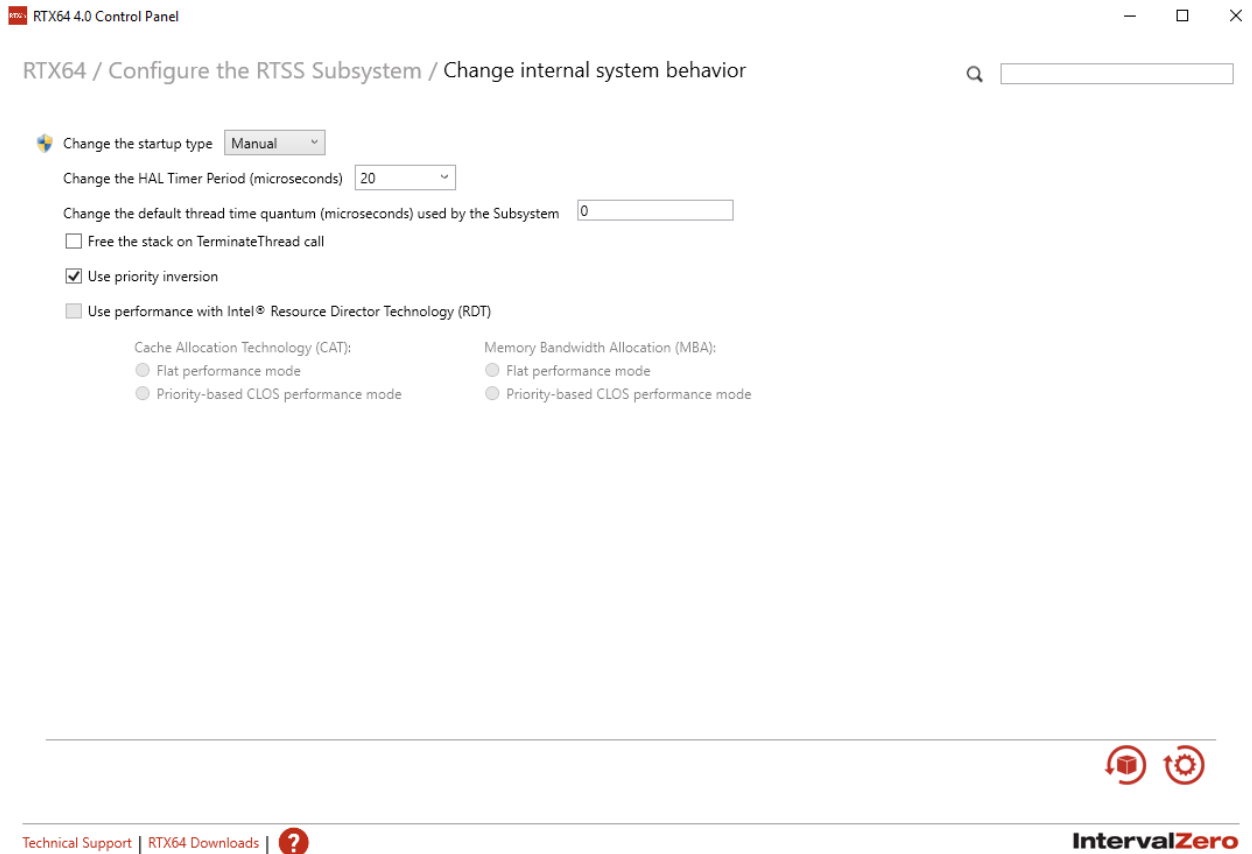 RTX64 4.0 Control Panel
RTX64 / Configure the RTSS Subsystem / Change internal system behavior
Change the startup type Manual
Change the HAL Timer Period (microseconds) 20
Change the default thread time quantum (microseconds) used by the Subsystem 0
Free the stack on TerminateThread call
Use priority inversion
Use performance with Intel® Resource Director Technology (RDT)
Cache Allocation Technology (CAT): Memory Bandwidth Allocation (MBA):
Flat performance mode Flat performance mode
Priority-based CLOS performance mode Priority-based CLOS performance mode
Technical Support | RTX64 Downloads | ?
IntervalZero